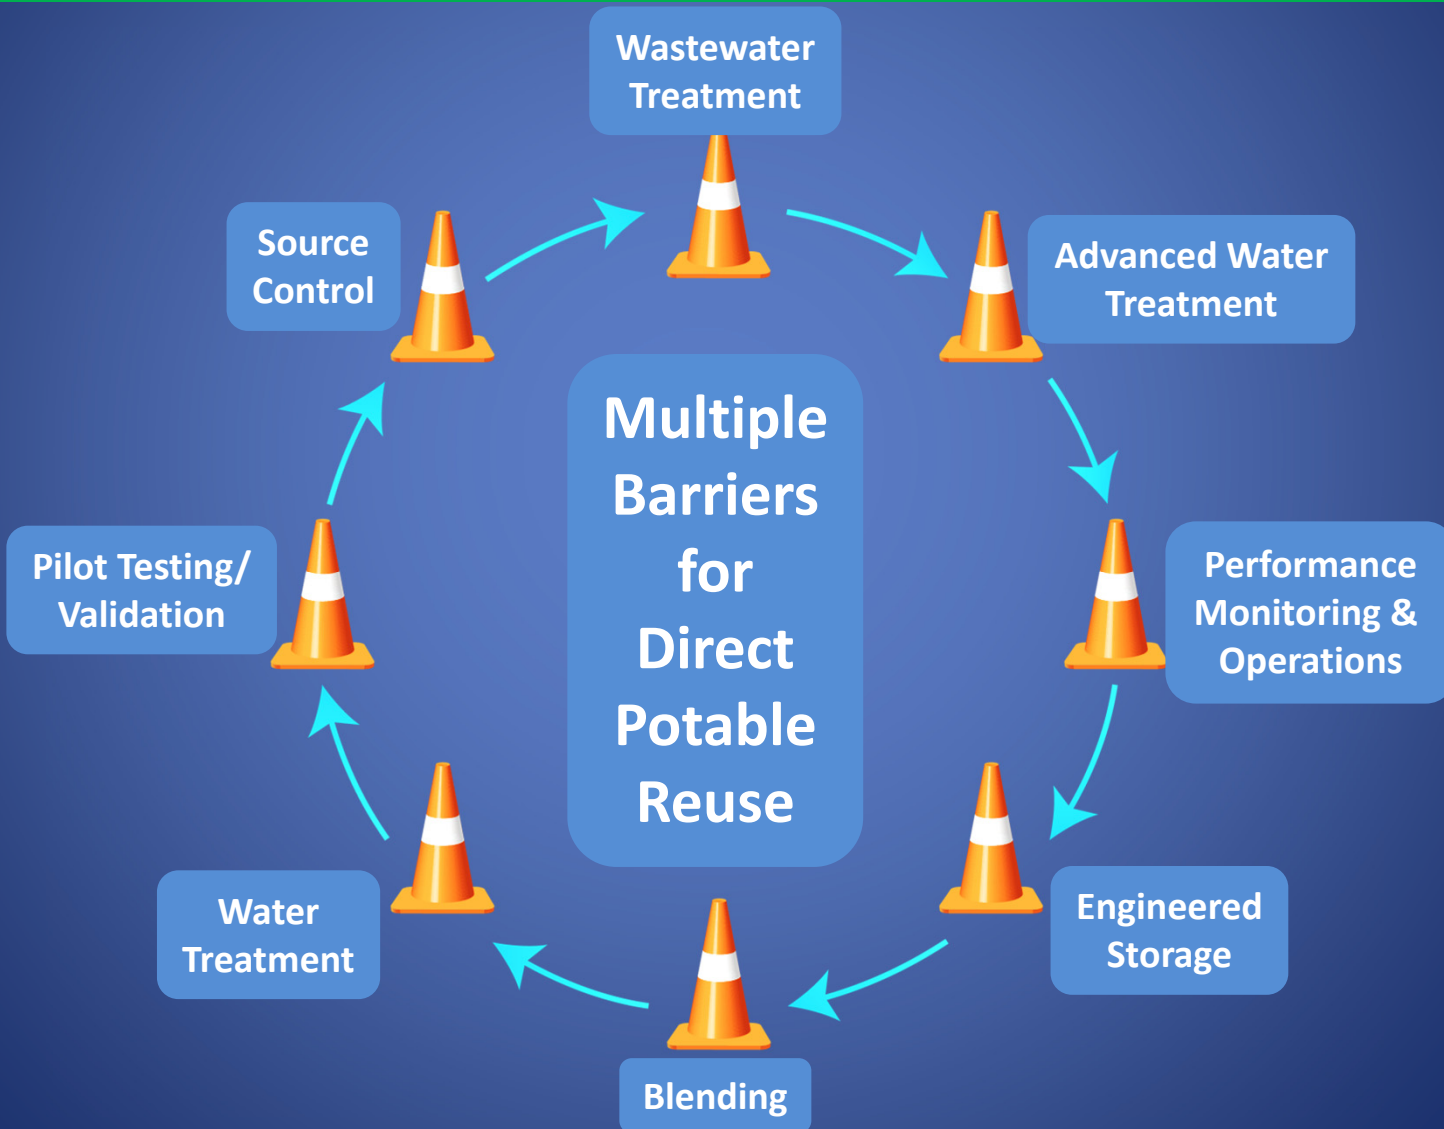 Wastewater
Treatment
Source
Control
Advanced Water
Treatment
Multiple
Barriers
for
Direct
Potable
Reuse
Pilot Testing/
Validation
Performance
Monitoring &
Operations
Water
Treatment
Engineered
Storage
Blending